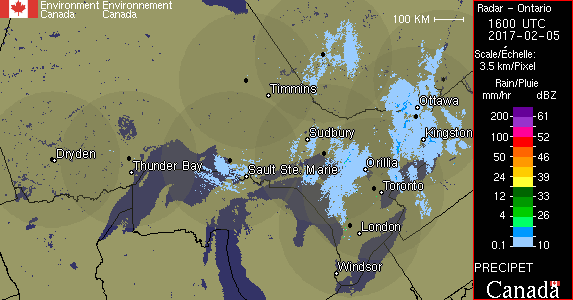 Environment Environnement
Canada Canada
100 KM
Timmins
Ottawa
Sudbury
Kingston
Dryden
Thunder Bay
Sault Ste. Marie
Orillia
Toronto
London
Windsor
Radar - Ontario
1600 UTC
2017-02-05
Scale/Échelle:
3.5 km/Pixel
Rain/Pluie
mm/hr dBZ
200 61
100 52
50 46
24 39
12 33
4 26
1 20
0.1 10
PRECIPET
Canada